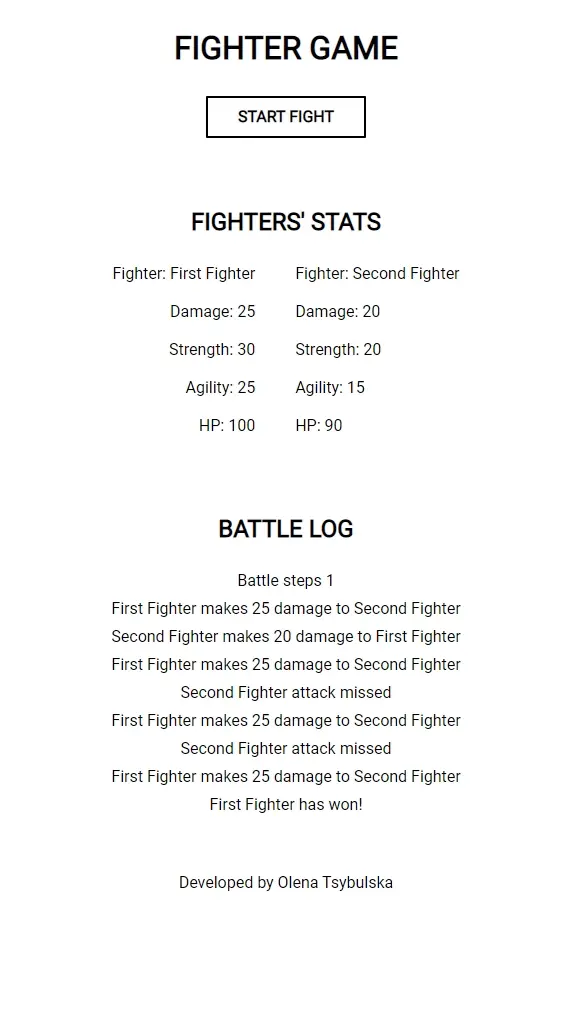 FIGHTER GAME
START FIGHT
FIGHTERS' STATS
Fighter: First Fighter
Damage: 25
Strength: 30
Agility: 25
HP: 100
Fighter: Second Fighter
Damage: 20
Strength: 20
Agility: 15
HP: 90
BATTLE LOG
Battle steps 1
First Fighter makes 25 damage to Second Fighter
Second Fighter makes 20 damage to First Fighter
First Fighter makes 25 damage to Second Fighter
Second Fighter attack missed
First Fighter makes 25 damage to Second Fighter
Second Fighter attack missed
First Fighter makes 25 damage to Second Fighter
First Fighter has won!
Developed by Olena Tsybulska